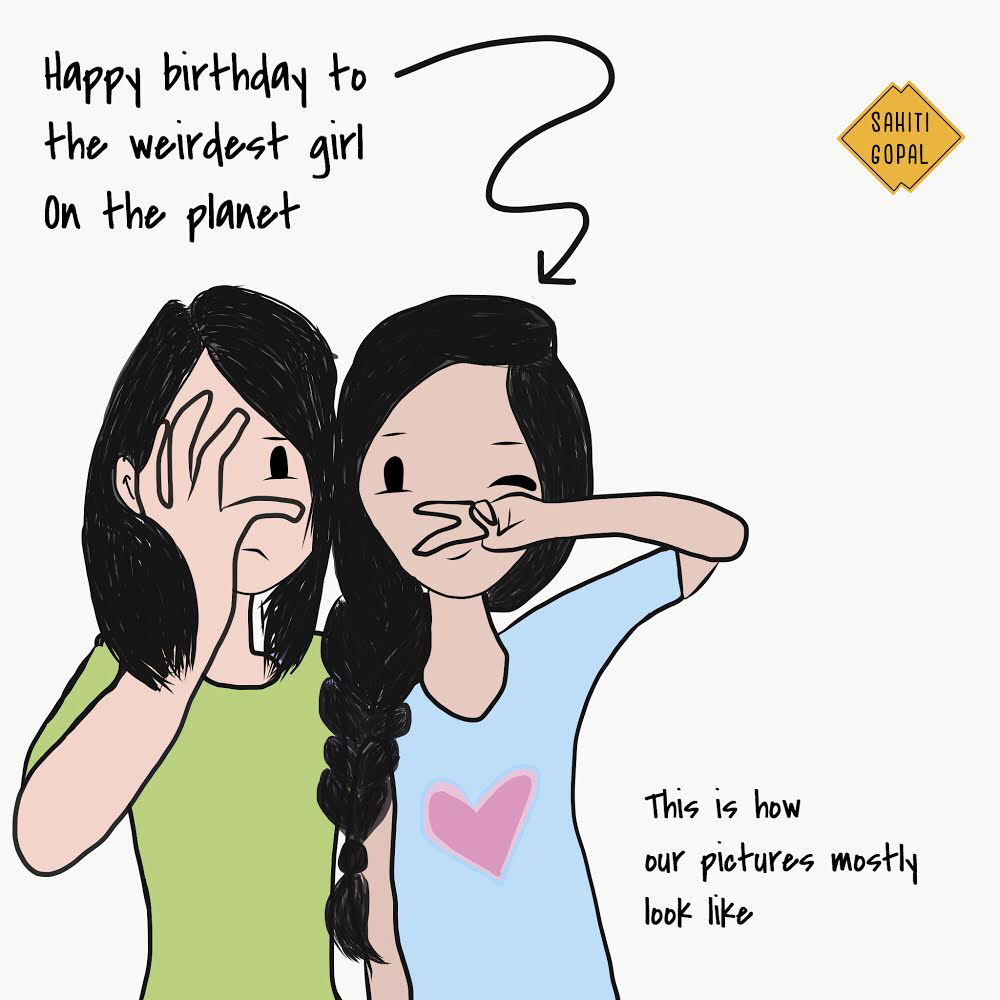 Happy birthday to
the weirdest girl
On the planet
SAHITI
GOPAL
This is how
our pictures mostly
look like